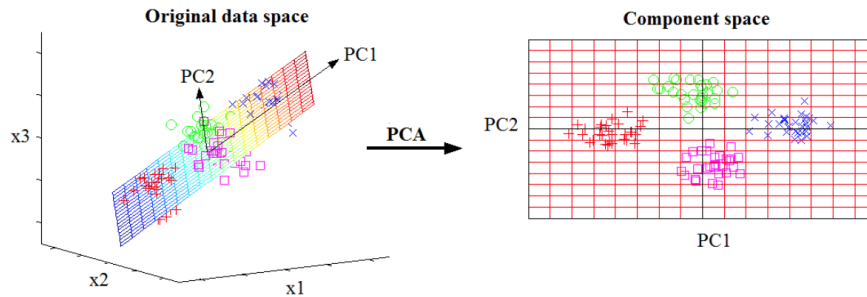 Original data space
Component space
PC1
PC2
x3
PCA
PC2
x2
x1
PC1